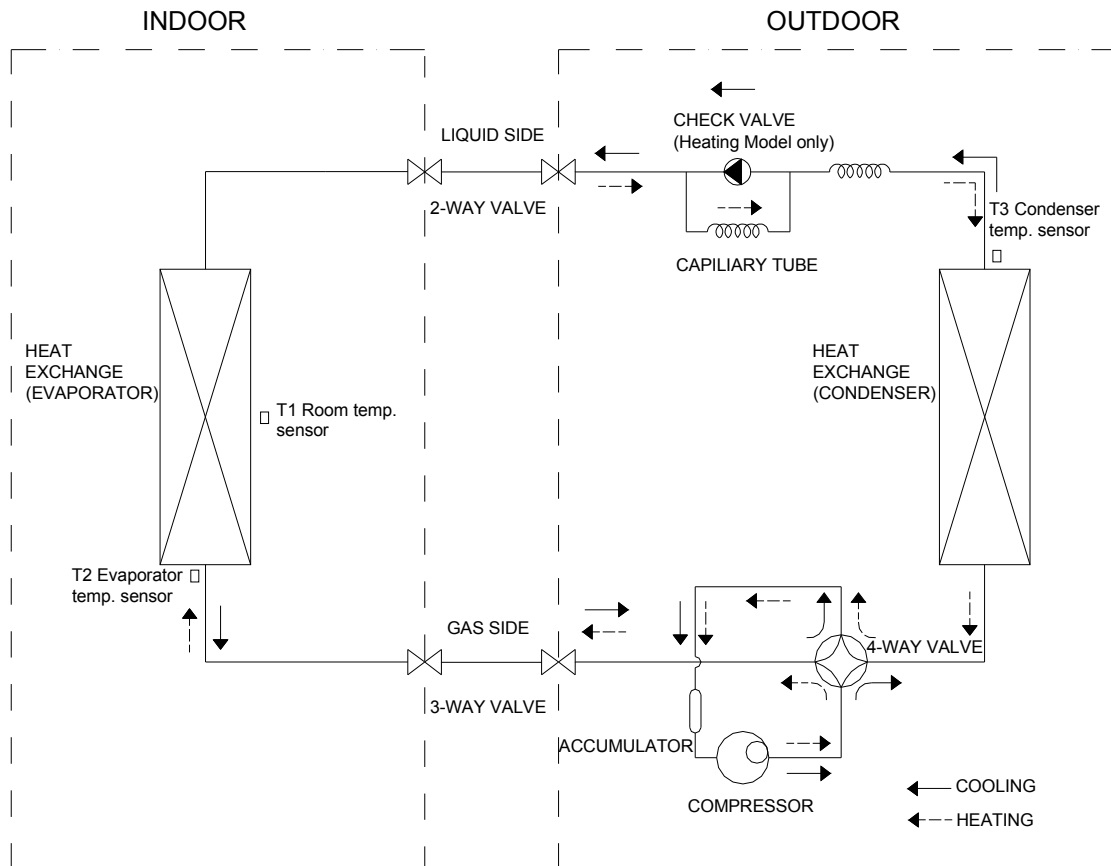 INDOOR
OUTDOOR
LIQUID SIDE
2-WAY VALVE
CHECK VALVE
(Heating Model only)
CAPILIARY TUBE
T3 Condenser
temp. sensor
HEAT
EXCHANGE
(EVAPORATOR)
T1 Room temp.
sensor
HEAT
EXCHANGE
(CONDENSER)
T2 Evaporator
temp. sensor
GAS SIDE
3-WAY VALVE
4-WAY VALVE
ACCUMULATOR
COMPRESSOR
COOLING
HEATING